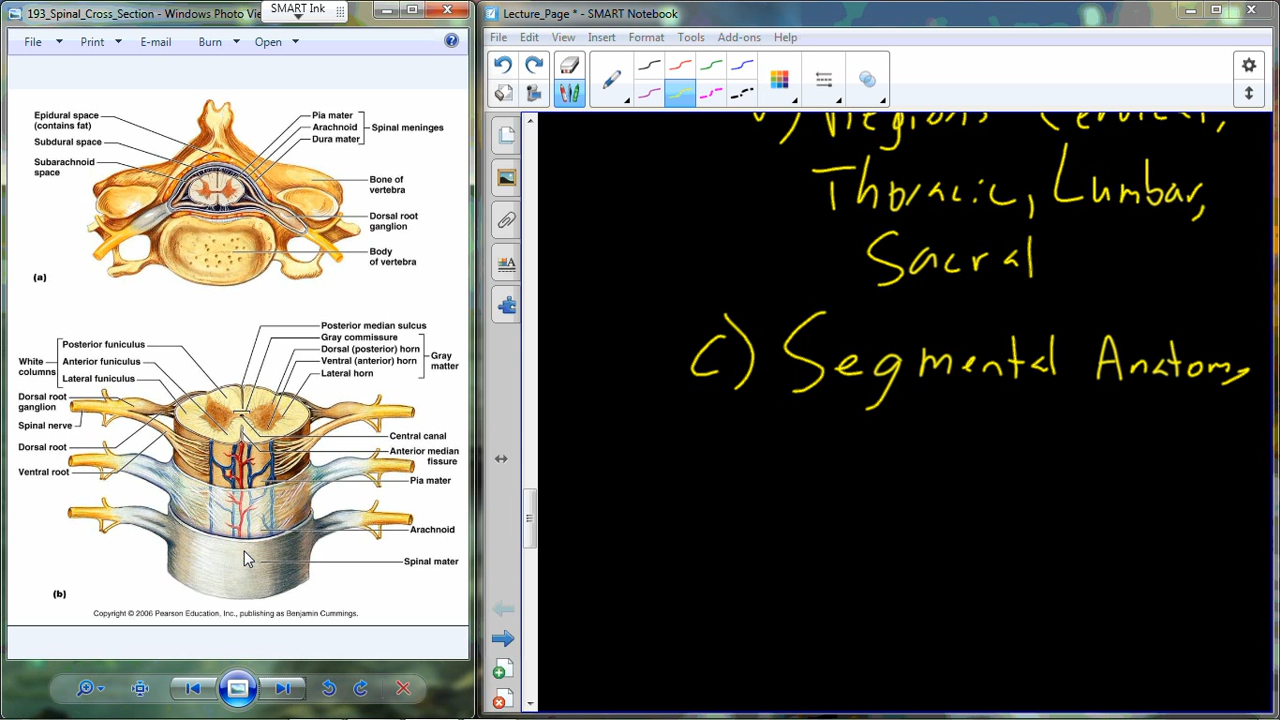 193_Spinal_Cross_Section - Windows Photo Vi
SMART Ink
File Print E-mail Burn Open
Epidural space
(contains fat)
Subdural space
Subarachnoid
space
Pia mater
Arachnoid
Dura mater
Spinal meninges
Bone of
vertebra
Dorsal root
ganglion
Body
of vertebra
(a)
Posterior median sulcus
Gray commissure
Dorsal (posterior) horn
Ventral (anterior) horn
Lateral horn
Gray
matter
White
columns
Posterior funiculus
Anterior funiculus
Lateral funiculus
Dorsal root
ganglion
Spinal nerve
Dorsal root
Ventral root
Central canal
Anterior median
fissure
Pia mater
Arachnoid
Spinal mater
(b)
Copyright © 2006 Pearson Education, Inc., publishing as Benjamin Cummings.
Lecture_Page * - SMART Notebook
File Edit View Insert Format Tools Add-ons Help
Regions Cervical,
Thoracic, Lumbar,
Sacral
C) Segmental Anatomy